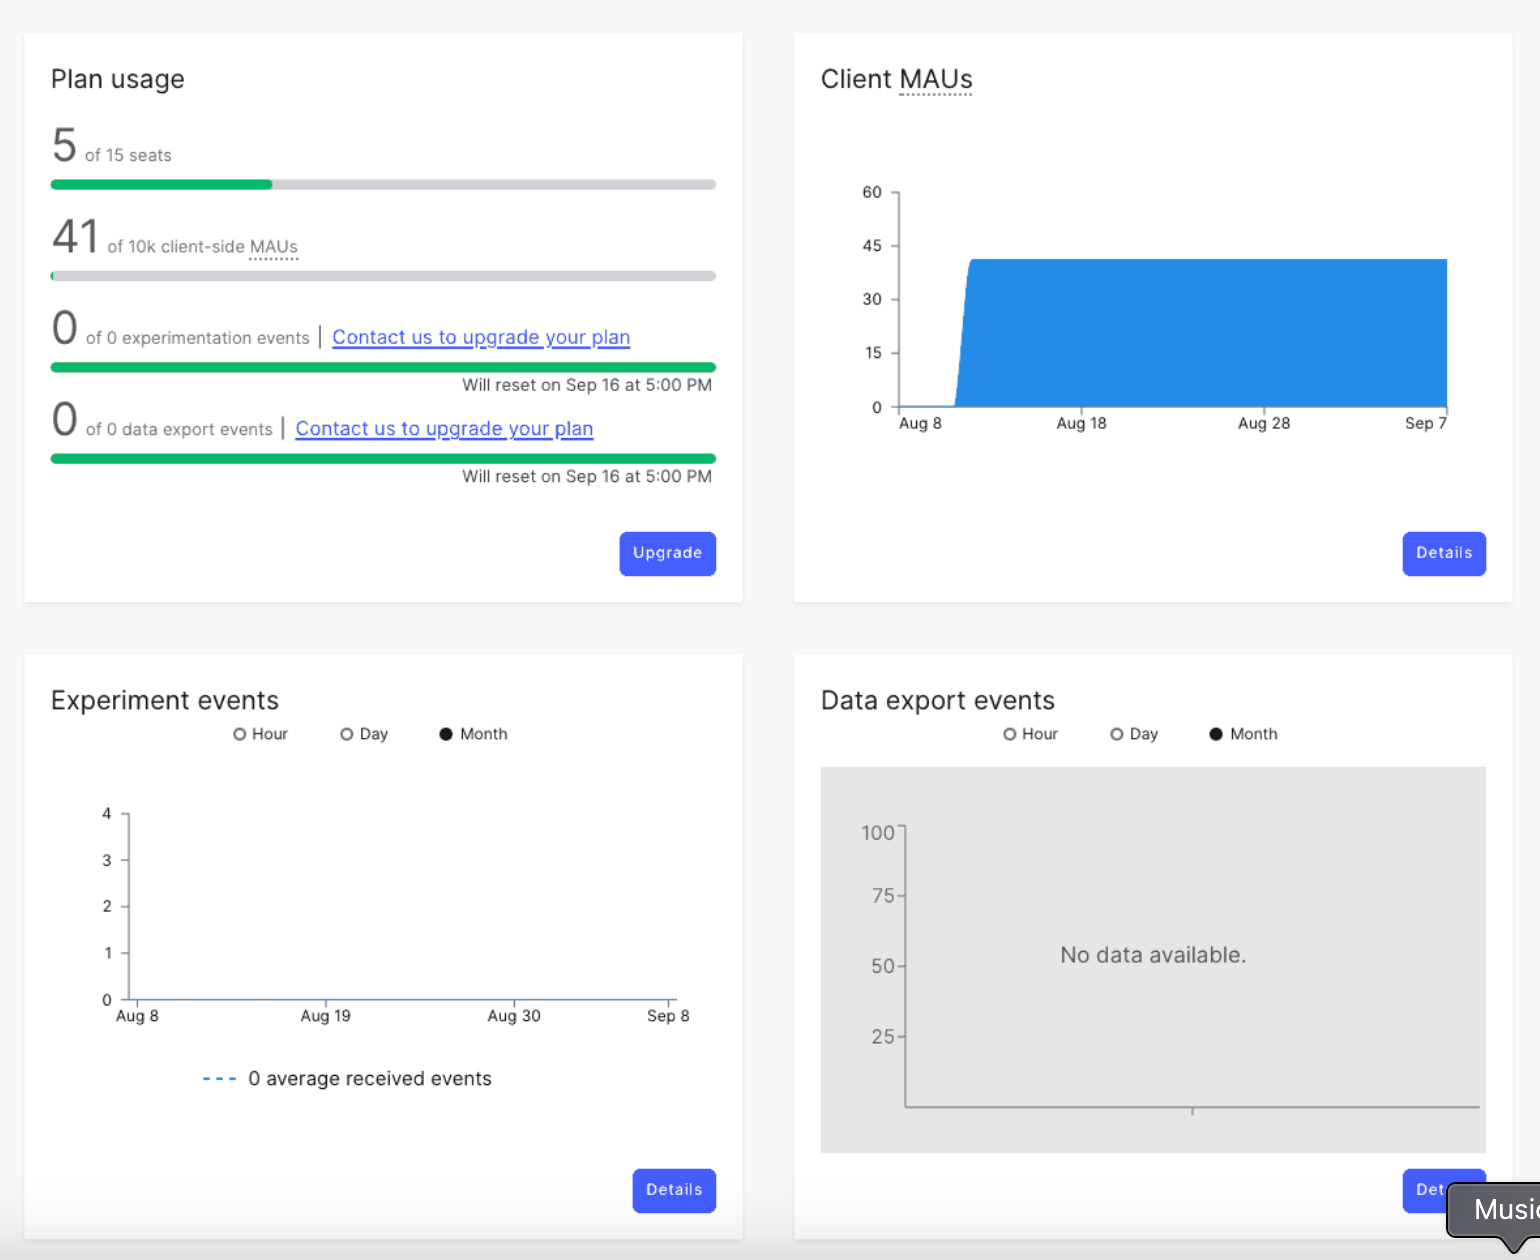 Plan usage
5 of 15 seats
41 of 10k client-side MAUs
0 of 0 experimentation events | Contact us to upgrade your plan
Will reset on Sep 16 at 5:00 PM
0 of 0 data export events | Contact us to upgrade your plan
Will reset on Sep 16 at 5:00 PM
Upgrade
Client MAUs
60
45
30
15
0
Aug 8 Aug 18 Aug 28 Sep 7
Details
Experiment events
Hour Day Month
4
3
2
1
0
Aug 8 Aug 19 Aug 30 Sep 8
0 average received events
Details
Data export events
Hour Day Month
100
75
50
25
No data available.